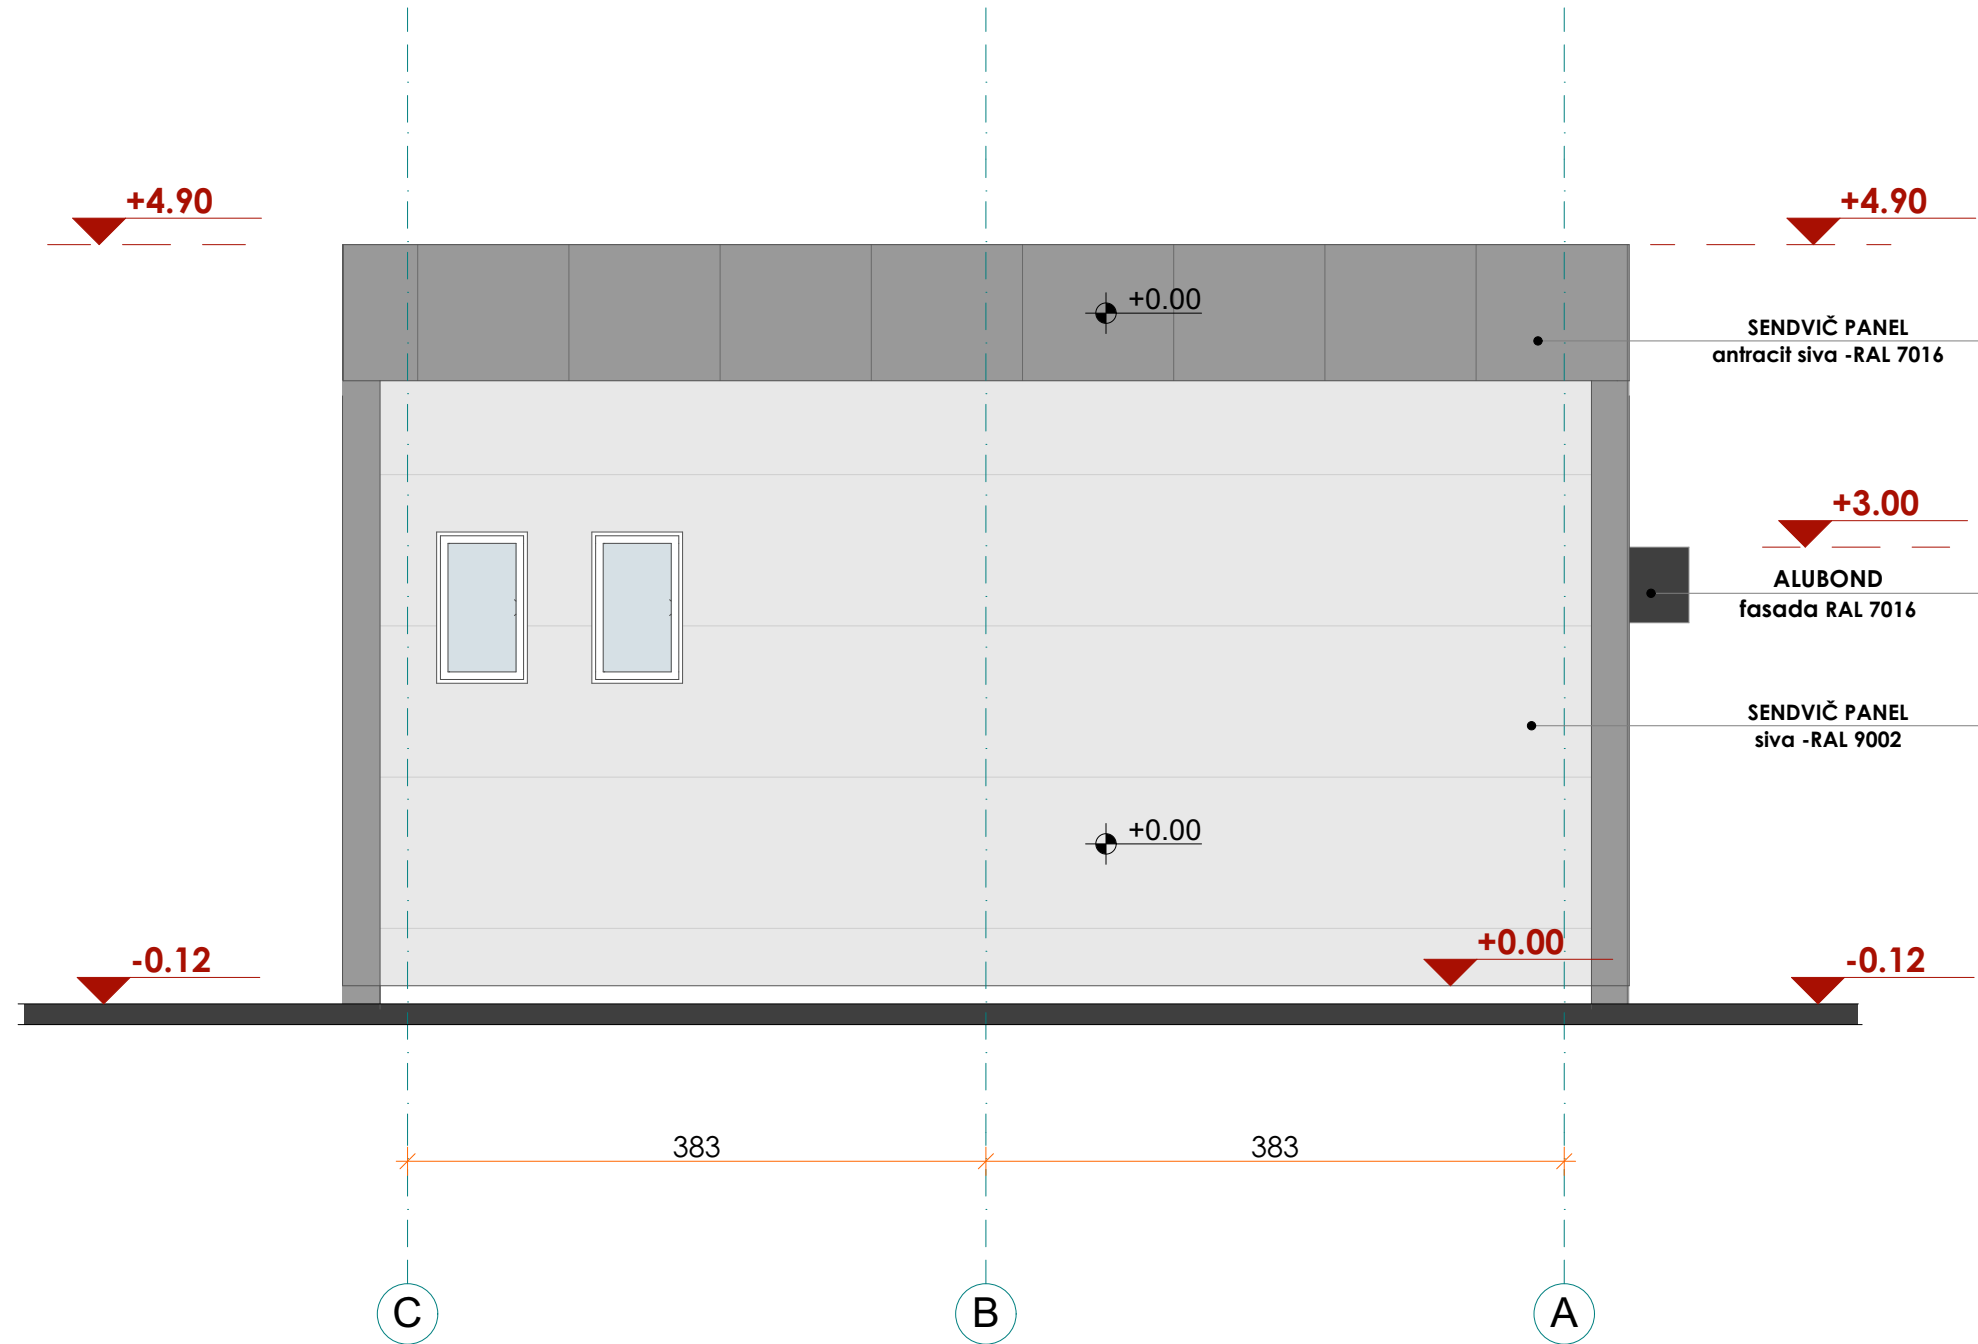 +4.90
+4.90
+0.00
SENDVIČ PANEL
antracit siva -RAL 7016
+3.00
ALUBOND
fasada RAL 7016
SENDVIČ PANEL
siva -RAL 9002
+0.00
+0.00
-0.12
-0.12
383
383
C
B
A